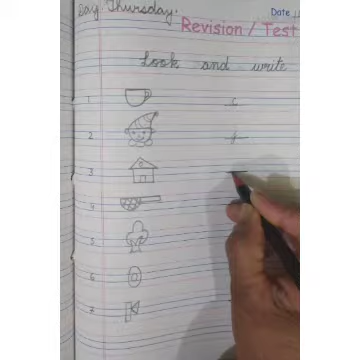 Day Thursday.
Date
Revision / Test
Look and write
1 c
2
3
4
5
6
7